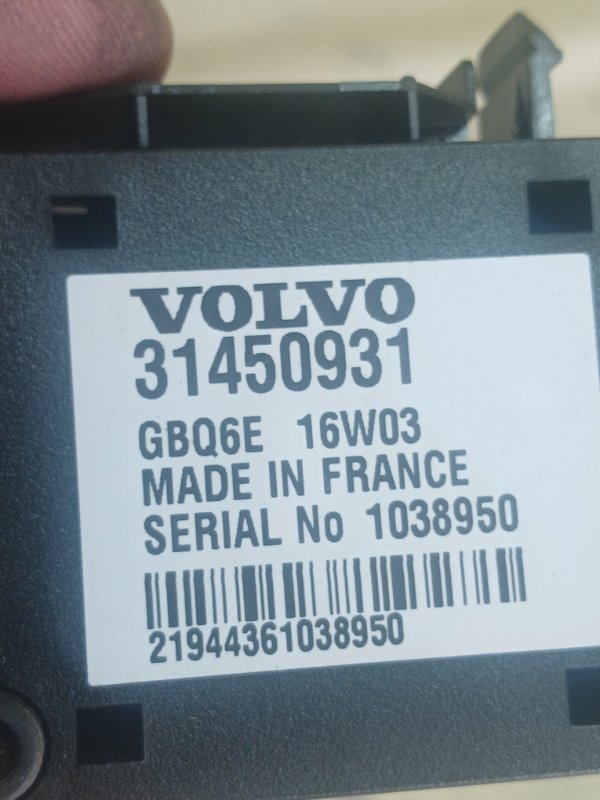 VOLVO
31450931
GBQ6E 16W03
MADE IN FRANCE
SERIAL No 1038950
21944361038950